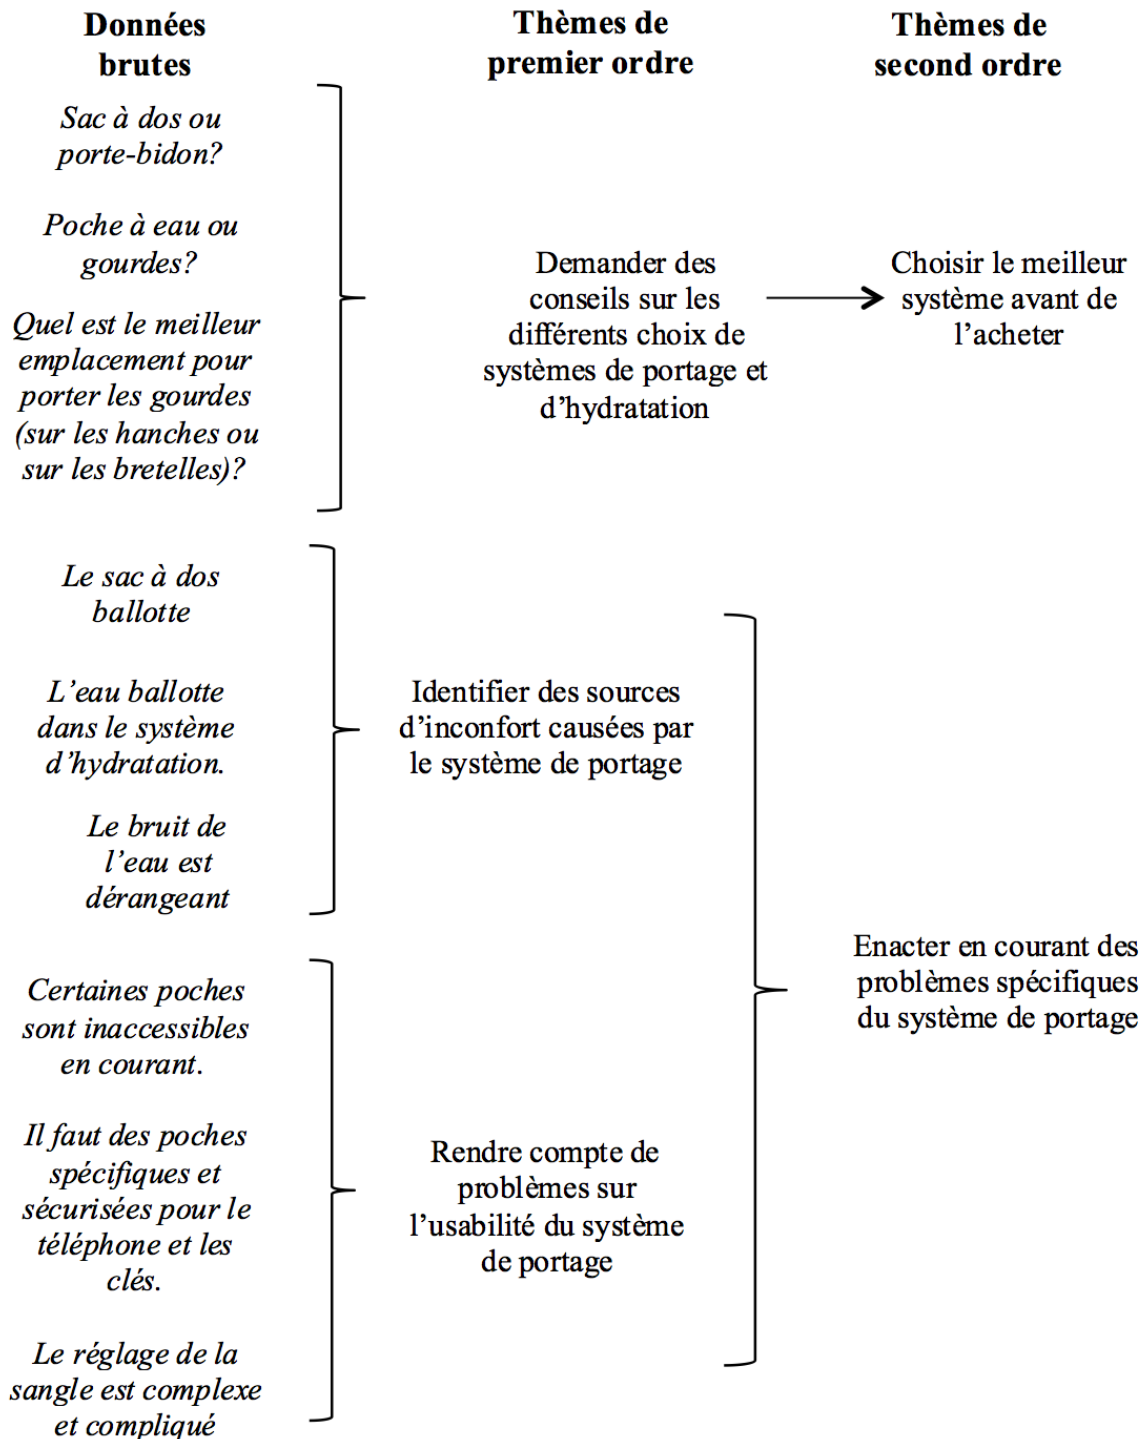 Données
brutes
Thèmes de
premier ordre
Thèmes de
second ordre
Sac à dos ou
porte-bidon?
Poche à eau ou
gourdes?
Quel est le meilleur
emplacement pour
porter les gourdes
(sur les hanches ou
sur les bretelles)?
Demander des
conseils sur les
différents choix de
systèmes de portage et
d’hydratation
Choisir le meilleur
système avant de
l’acheter
Le sac à dos
ballotte
L’eau ballotte
dans le système
d’hydratation.
Le bruit de
l’eau est
dérangeant
Identifier des sources
d’inconfort causées par
le système de portage
Certaines poches
sont inaccessibles
en courant.
Il faut des poches
spécifiques et
sécurisées pour le
téléphone et les
clés.
Le réglage de la
sangle est complexe
et compliqué
Rendre compte de
problèmes sur
l’usabilité du système
de portage
Enacter en courant des
problèmes spécifiques
du système de portage